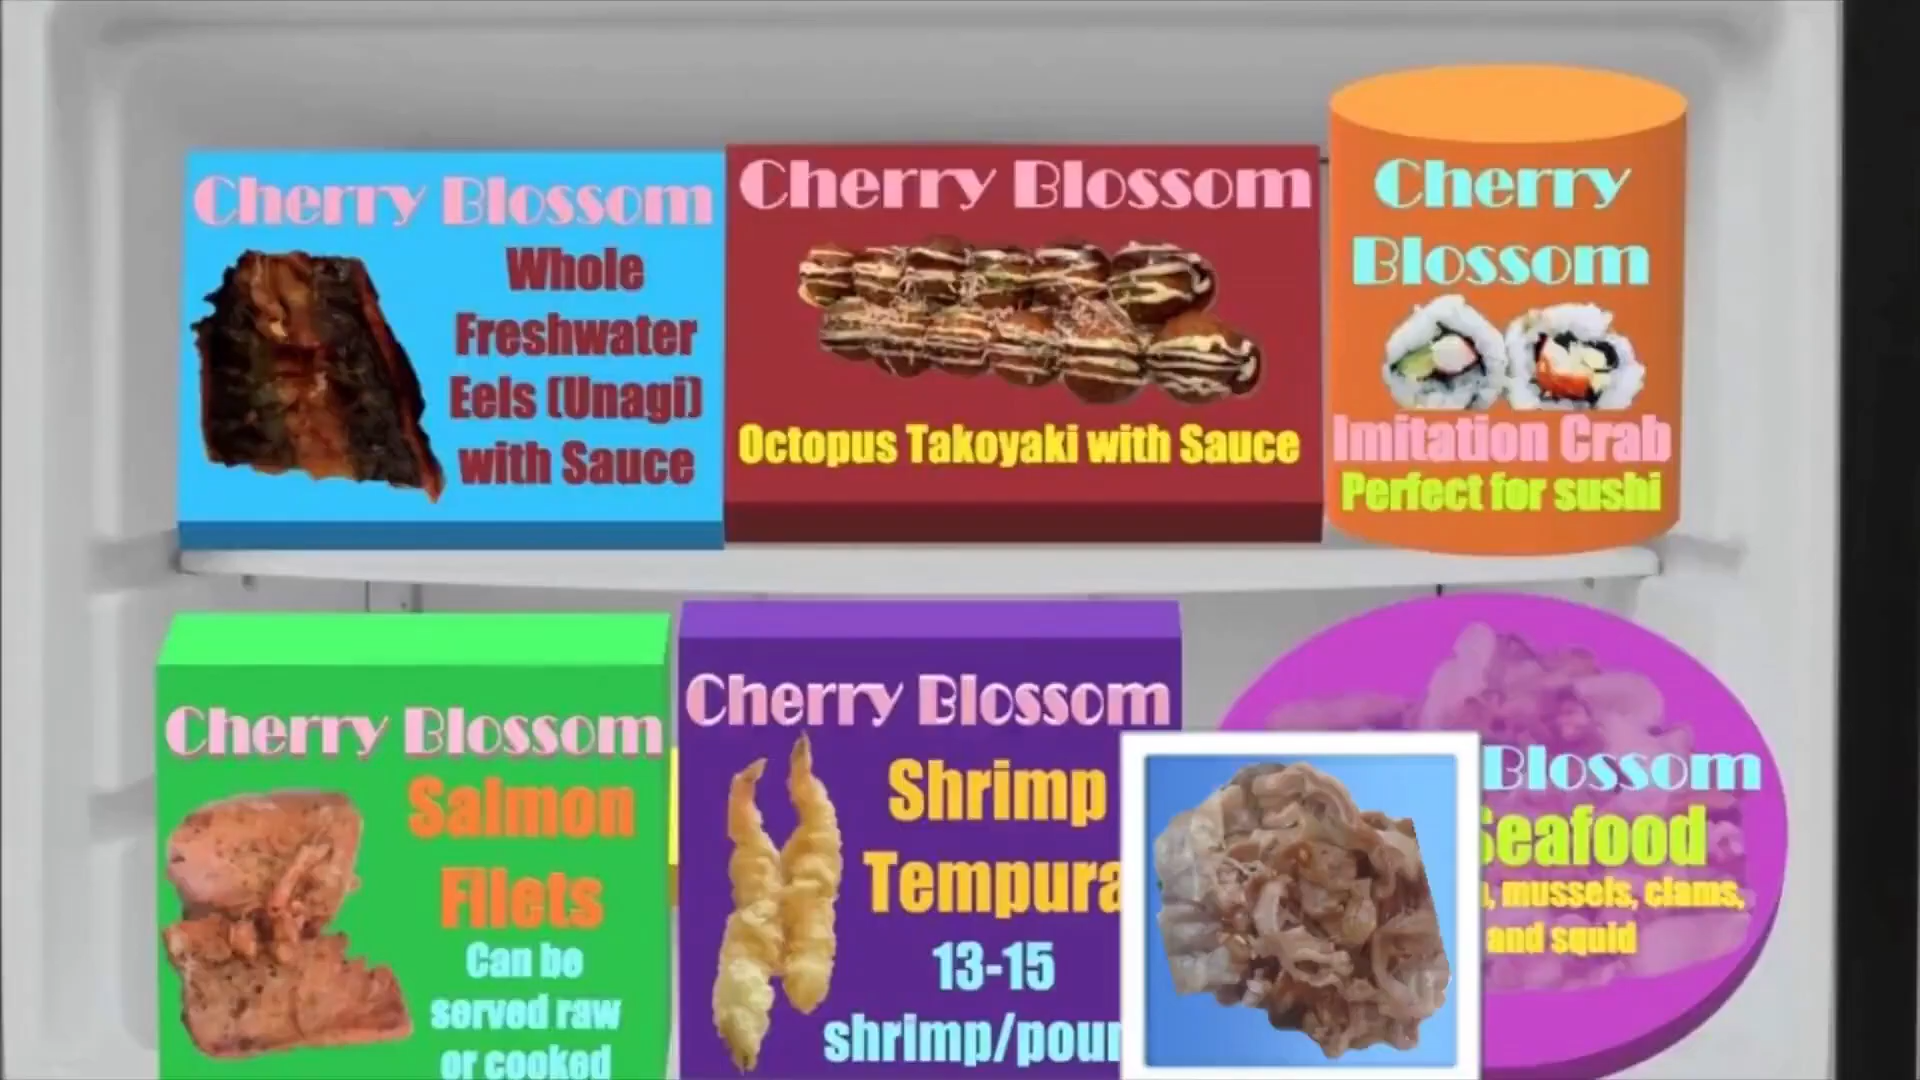 Cherry Blossom
Whole
Freshwater
Eels (Unagi)
with Sauce
Cherry Blossom
Octopus Takoyaki with Sauce
Cherry
Blossom
Imitation Crab
Perfect for sushi
Cherry Blossom
Salmon
Filets
Can be
served raw
or cooked
Cherry Blossom
Shrimp
Tempura
13-15
shrimp/pour
Blossom
Seafood
mussels, clams,
and squid